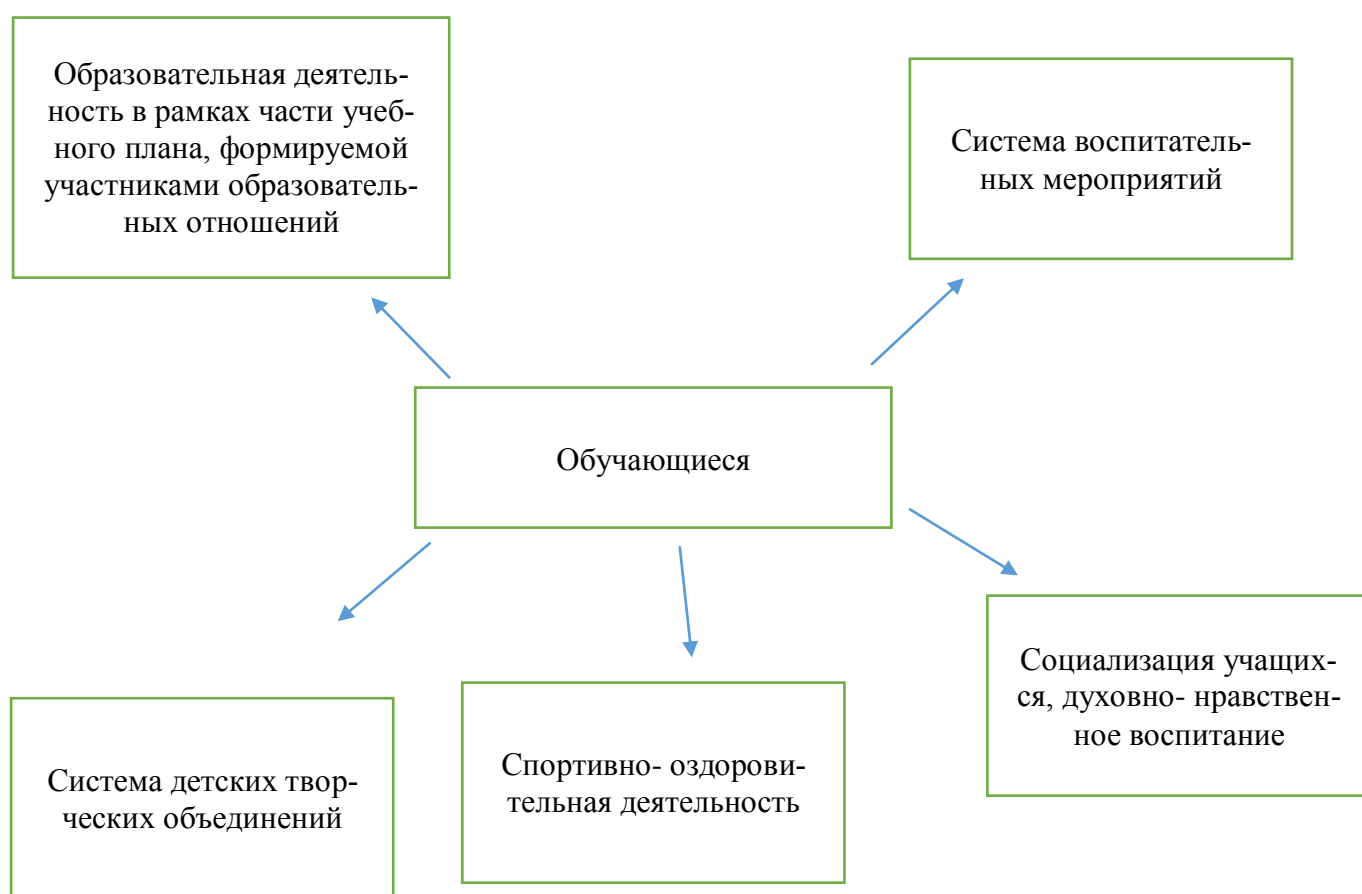 Образовательная деятель-
ность в рамках части учеб-
ного плана, формируемой
участниками образователь-
ных отношений
Система воспитатель-
ных мероприятий
Обучающиеся
Система детских твор-
ческих объединений
Спортивно- оздорови-
тельная деятельность
Социализация учащих-
ся, духовно- нравствен-
ное воспитание